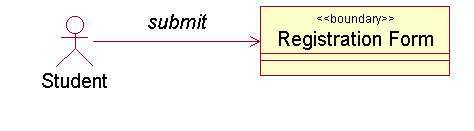 submit
<<boundary>>
Registration Form
Student